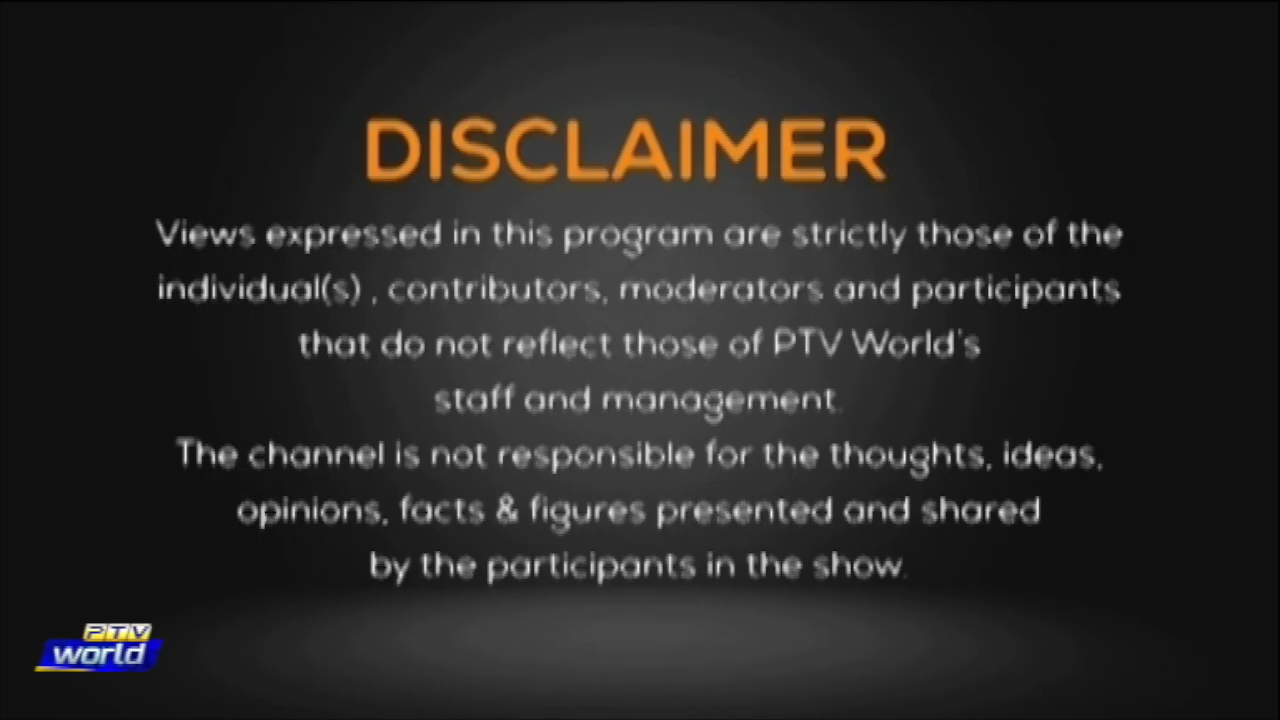 DISCLAIMER
Views expressed in this program are strictly those of the
individual(s) , contributors, moderators and participants
that do not reflect those of PTV World's
staff and management.
The channel is not responsible for the thoughts, ideas,
opinions, facts & figures presented and shared
by the participants in the show.
PTV
world